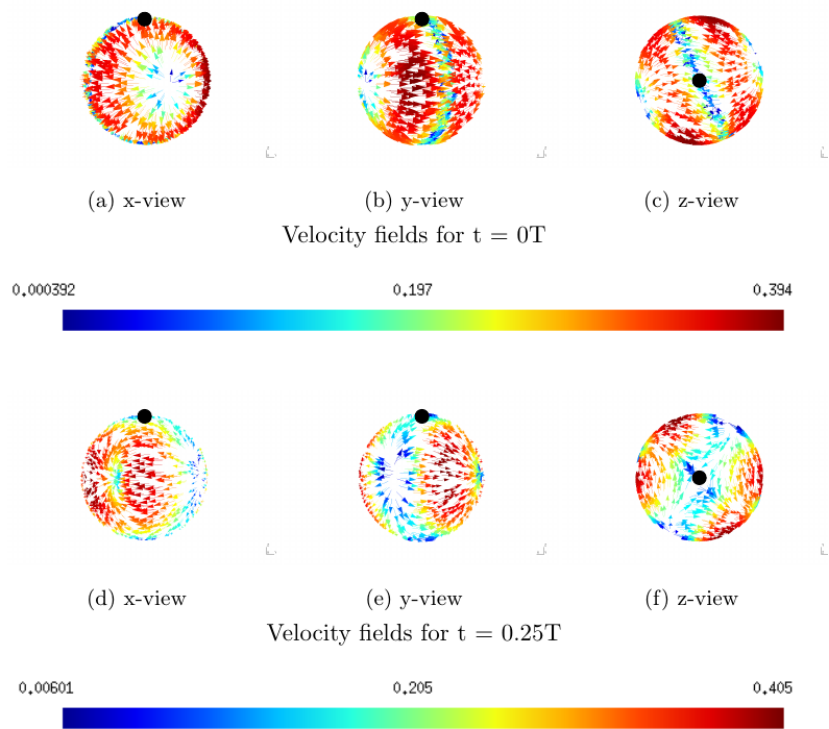 (a) x-view (b) y-view (c) z-view
Velocity fields for t = 0T
0.000392 0.197 0.394
(d) x-view (e) y-view (f) z-view
Velocity fields for t = 0.25T
0.00601 0.205 0.405